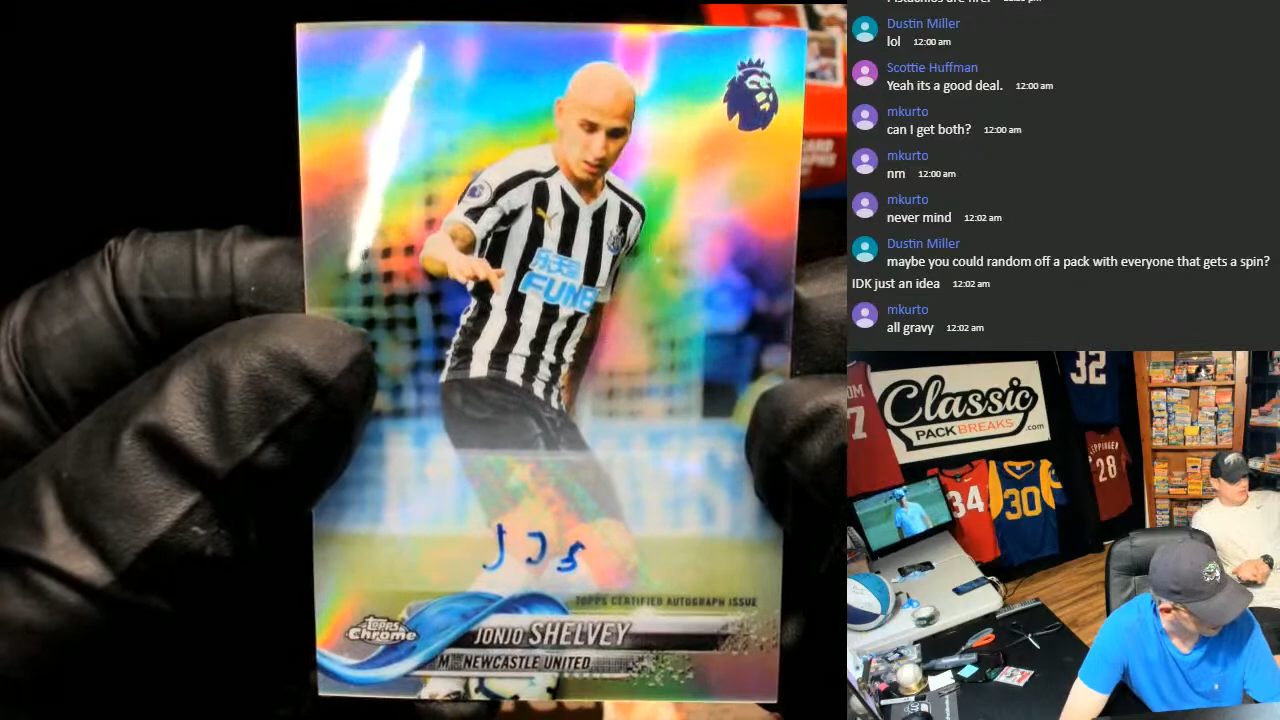 FUN
JJS
TOPPS CERTIFIED AUTOGRAPH ISSUE
TOPPS
Chrome
JONJO SHELVEY
M NEWCASTLE UNITED
Dustin Miller
lol 12:00 am
Scottie Huffman
Yeah its a good deal. 12:00 am
mkurto
can I get both? 12:00 am
mkurto
nm 12:00 am
mkurto
never mind 12:02 am
Dustin Miller
maybe you could random off a pack with everyone that gets a spin?
IDK just an idea 12:02 am
mkurto
all gravy 12:02 am
Classic
PACK BREAKS.com
7
32
34
30
28